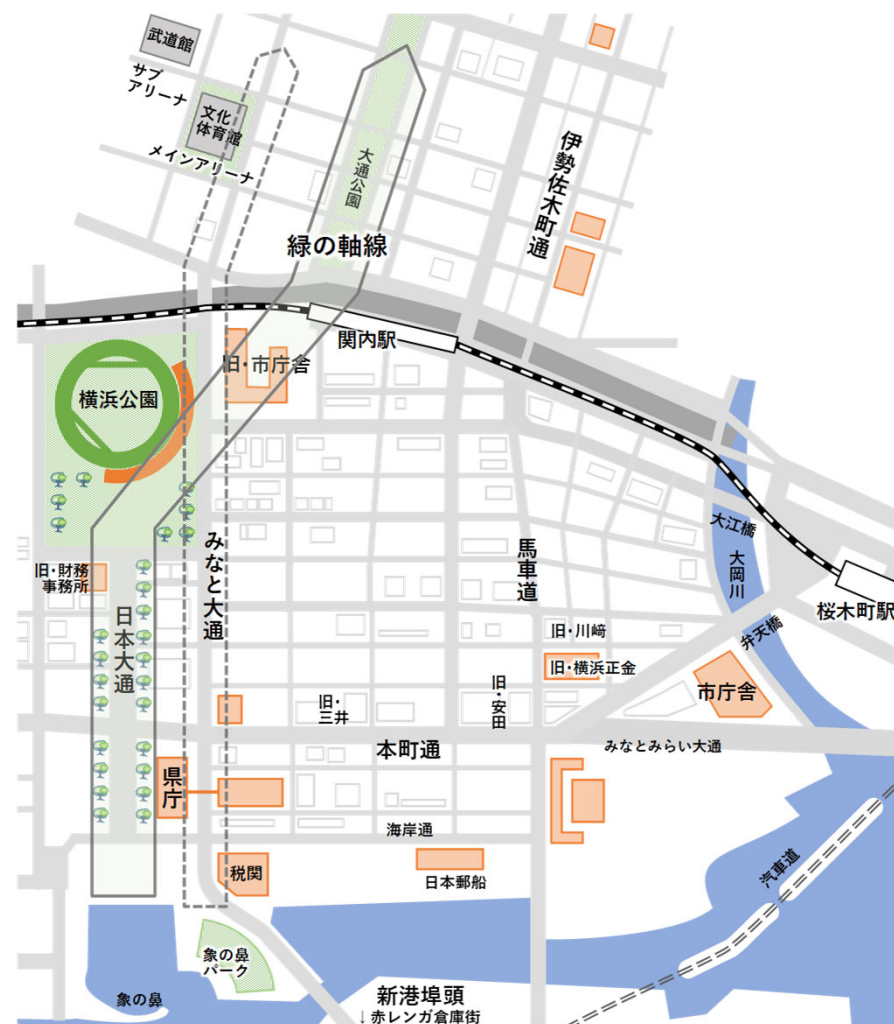 武道館
サブ
アリーナ
文化
体育館
メインアリーナ
大通公園
伊勢佐木町通
緑の軸線
関内駅
旧・市庁舎
横浜公園
大江橋
大岡川
桜木町駅
弁天橋
旧・財務
事務所
日本大通
みなと大通
馬車道
旧・川﨑
旧・横浜正金
市庁舎
旧・
三井
旧・安田
本町通
みなとみらい大通
県庁
海岸通
税関
日本郵船
汽車道
象の鼻
パーク
象の鼻
新港埠頭
↓赤レンガ倉庫街